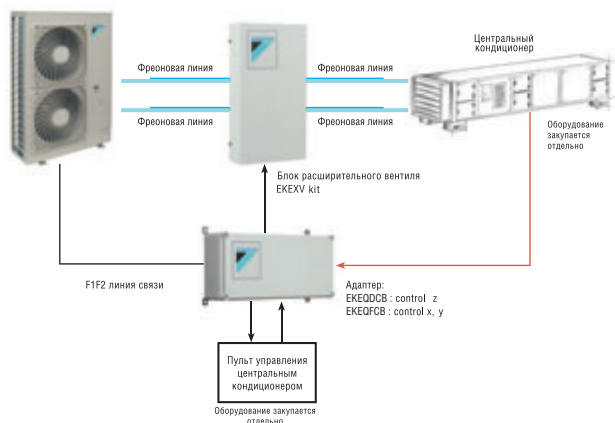 Центральный
кондиционер
Фреоновая линия
Фреоновая линия
Фреоновая линия
Фреоновая линия
Оборудование
закупается
отдельно
Блок расширительного вентиля
EKEXV kit
F1F2 линия связи
Адаптер:
EKEQDCB : control z
EKEQFCB : control x, y
Пульт управления
центральным
кондиционером
Оборудование закупается
отдельно